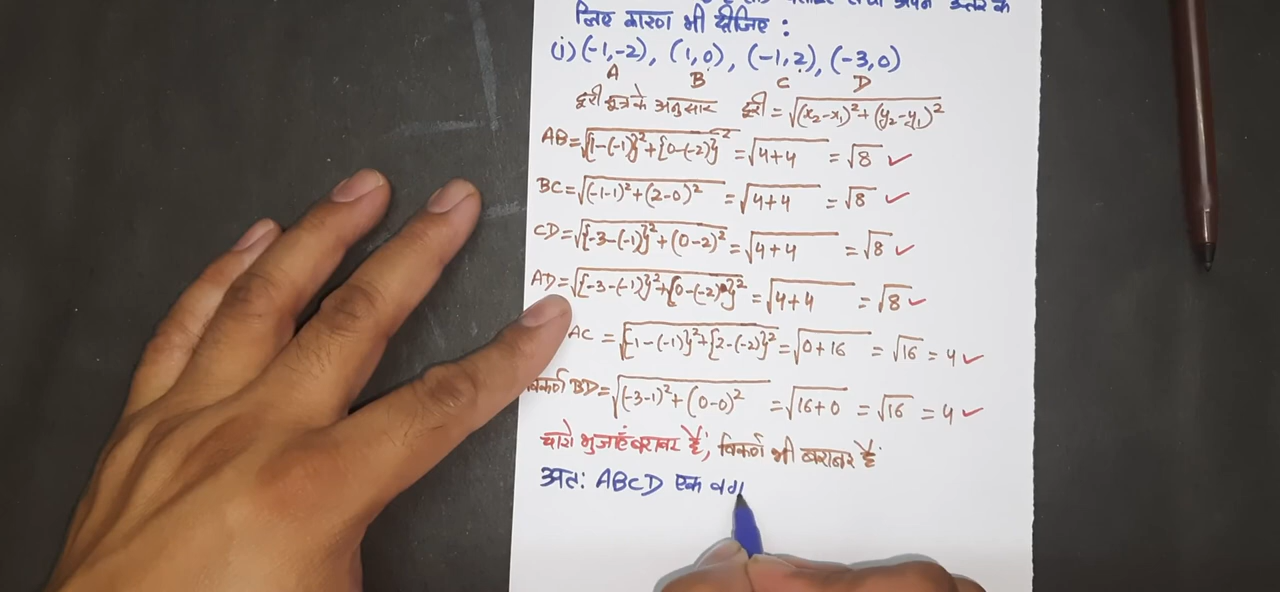 लिए कारण भी दीजिए :
(i) (-1,-2), (1,0), (-1,2), (-3,0)
A B C D
दूरी सूत्र के अनुसार दूरी = √(x₂-x₁)²+(y₂-y₁)²
AB=√{1-(-1)}²+{0-(-2)}² = √4+4 = √8 ✓
BC=√(-1-1)²+(2-0)² = √4+4 = √8 ✓
CD=√{-3-(-1)}²+(0-2)² = √4+4 = √8 ✓
AD=√{-3-(-1)}²+{0-(-2)}² = √4+4 = √8 ✓
AC = √{-1-(-1)}²+{2-(-2)}² = √0+16 = √16 = 4 ✓
विकर्ण BD=√(-3-1)²+(0-0)² = √16+0 = √16 = 4 ✓
चारो भुजाएँ बराबर हैं, विकर्ण भी बराबर हैं
अतः ABCD एक वग